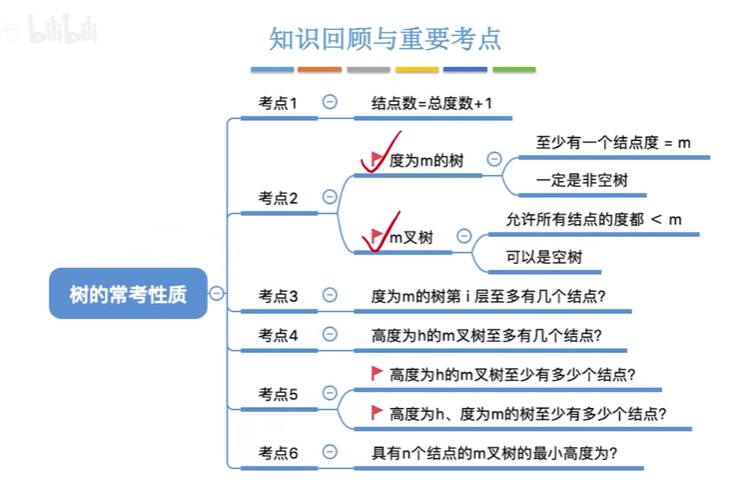 bilibili
知识回顾与重要考点
考点1
结点数=总度数+1
考点2
度为m的树
至少有一个结点度 = m
一定是非空树
m叉树
允许所有结点的度都 < m
可以是空树
树的常考性质
考点3
度为m的树第 i 层至多有几个结点?
考点4
高度为h的m叉树至多有几个结点?
考点5
高度为h的m叉树至少有多少个结点?
高度为h、度为m的树至少有多少个结点?
考点6
具有n个结点的m叉树的最小高度为?